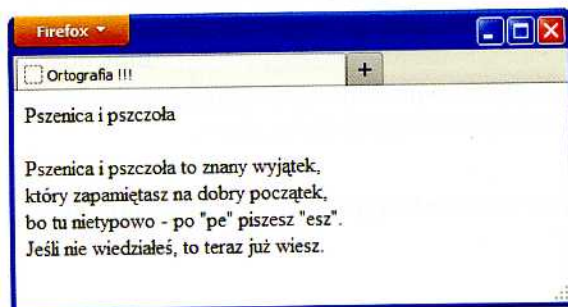 Firefox
Ortografia !!!
+
Pszenica i pszczoła
Pszenica i pszczoła to znany wyjątek,
który zapamiętasz na dobry początek,
bo tu nietypowo - po "pe" piszesz "esz".
Jeśli nie wiedziałeś, to teraz już wiesz.